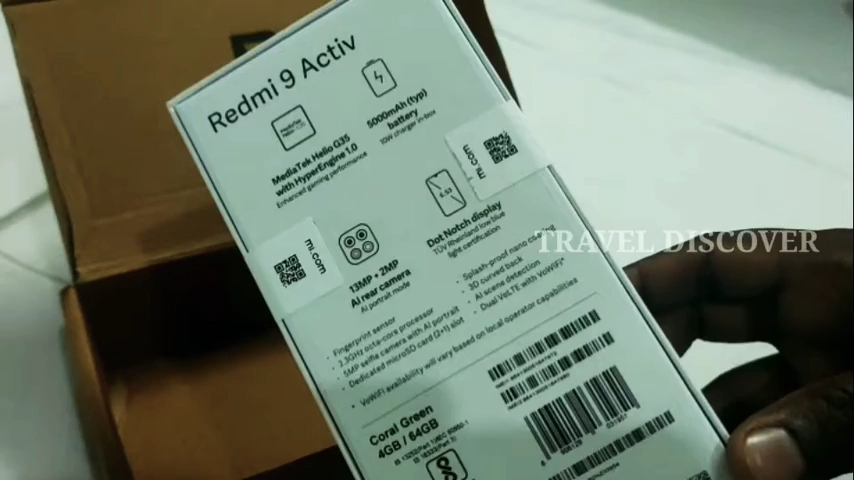 Redmi 9 Activ
MediaTek Helio G35
with HyperEngine 1.0
Enhanced gaming performance
5000mAh (typ)
battery
10W charger in-box
mi.com
mi.com
13MP + 2MP
AI rear camera
AI portrait mode
6.53
Dot Notch display
TÜV Rheinland low blue
light certification
TRAVEL DISCOVER
• Fingerprint sensor
• 2.3GHz octa-core processor
• 5MP selfie camera with AI portrait
• Dedicated microSD card (2+1) slot
• Splash-proof nano coating
• 3D curved back
• AI scene detection
• Dual VoLTE with VoWiFi*
• VoWiFi availability will vary based on local operator capabilities
Coral Green
4GB / 64GB